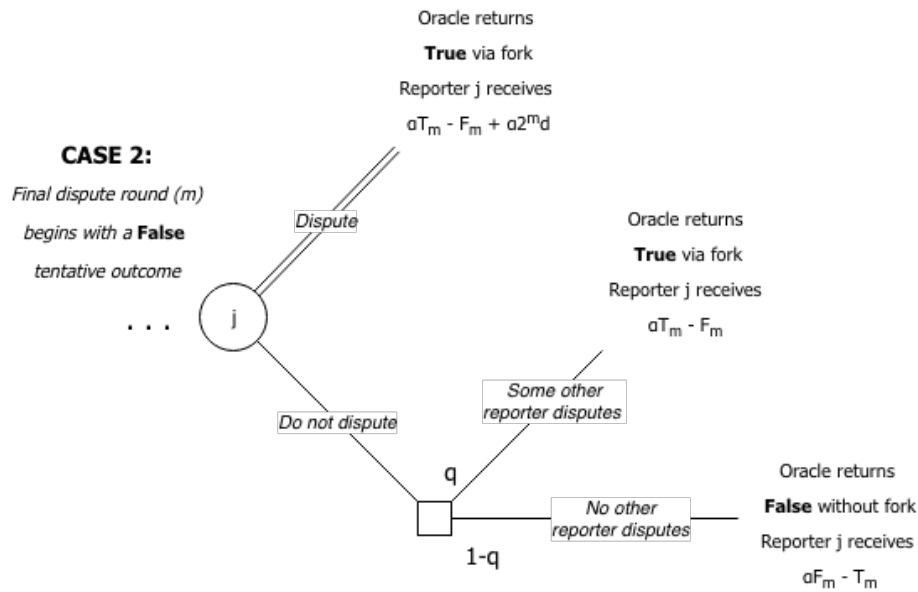 Oracle returns
True via fork
Reporter j receives
αTₘ - Fₘ + α2ᵐd
CASE 2:
Final dispute round (m)
begins with a False
tentative outcome
Dispute
. . .
j
Oracle returns
True via fork
Reporter j receives
αTₘ - Fₘ
Do not dispute
Some other
reporter disputes
q
No other
reporter disputes
1-q
Oracle returns
False without fork
Reporter j receives
αFₘ - Tₘ